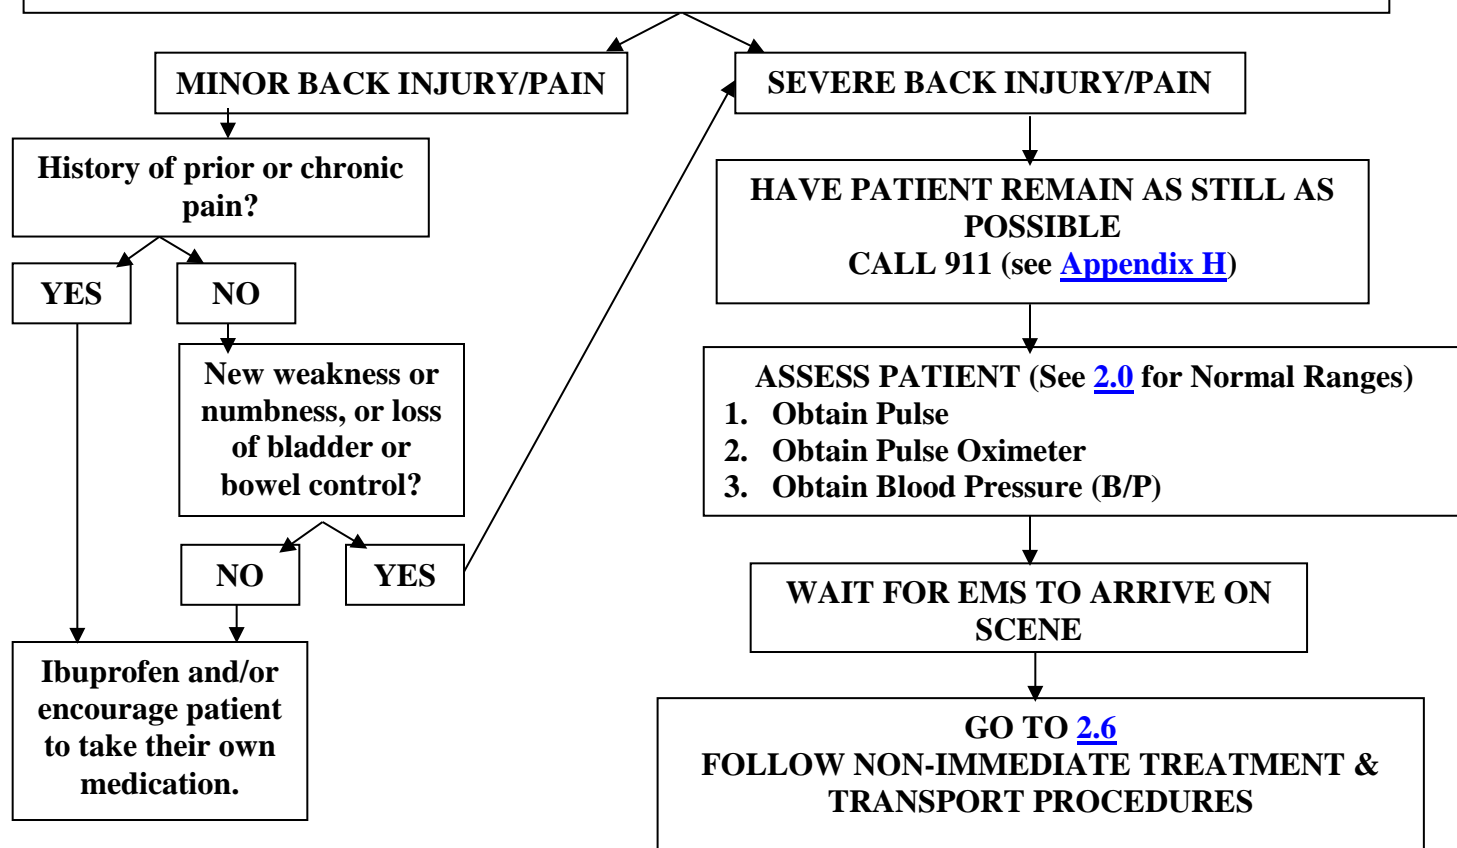 MINOR BACK INJURY/PAIN
SEVERE BACK INJURY/PAIN
History of prior or chronic
pain?
YES
NO
New weakness or
numbness, or loss
of bladder or
bowel control?
NO
YES
Ibuprofen and/or
encourage patient
to take their own
medication.
HAVE PATIENT REMAIN AS STILL AS
POSSIBLE
CALL 911 (see Appendix H)
ASSESS PATIENT (See 2.0 for Normal Ranges)
1. Obtain Pulse
2. Obtain Pulse Oximeter
3. Obtain Blood Pressure (B/P)
WAIT FOR EMS TO ARRIVE ON
SCENE
GO TO 2.6
FOLLOW NON-IMMEDIATE TREATMENT &
TRANSPORT PROCEDURES